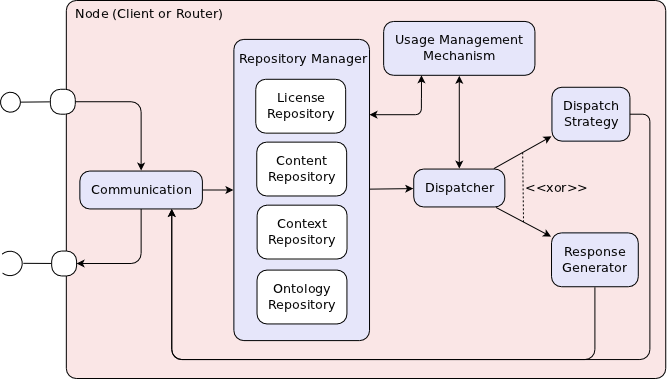 Node (Client or Router)
Usage Management
Mechanism
Repository Manager
License
Repository
Dispatch
Strategy
Content
Repository
Communication
Dispatcher
<<xor>>
Context
Repository
Response
Generator
Ontology
Repository